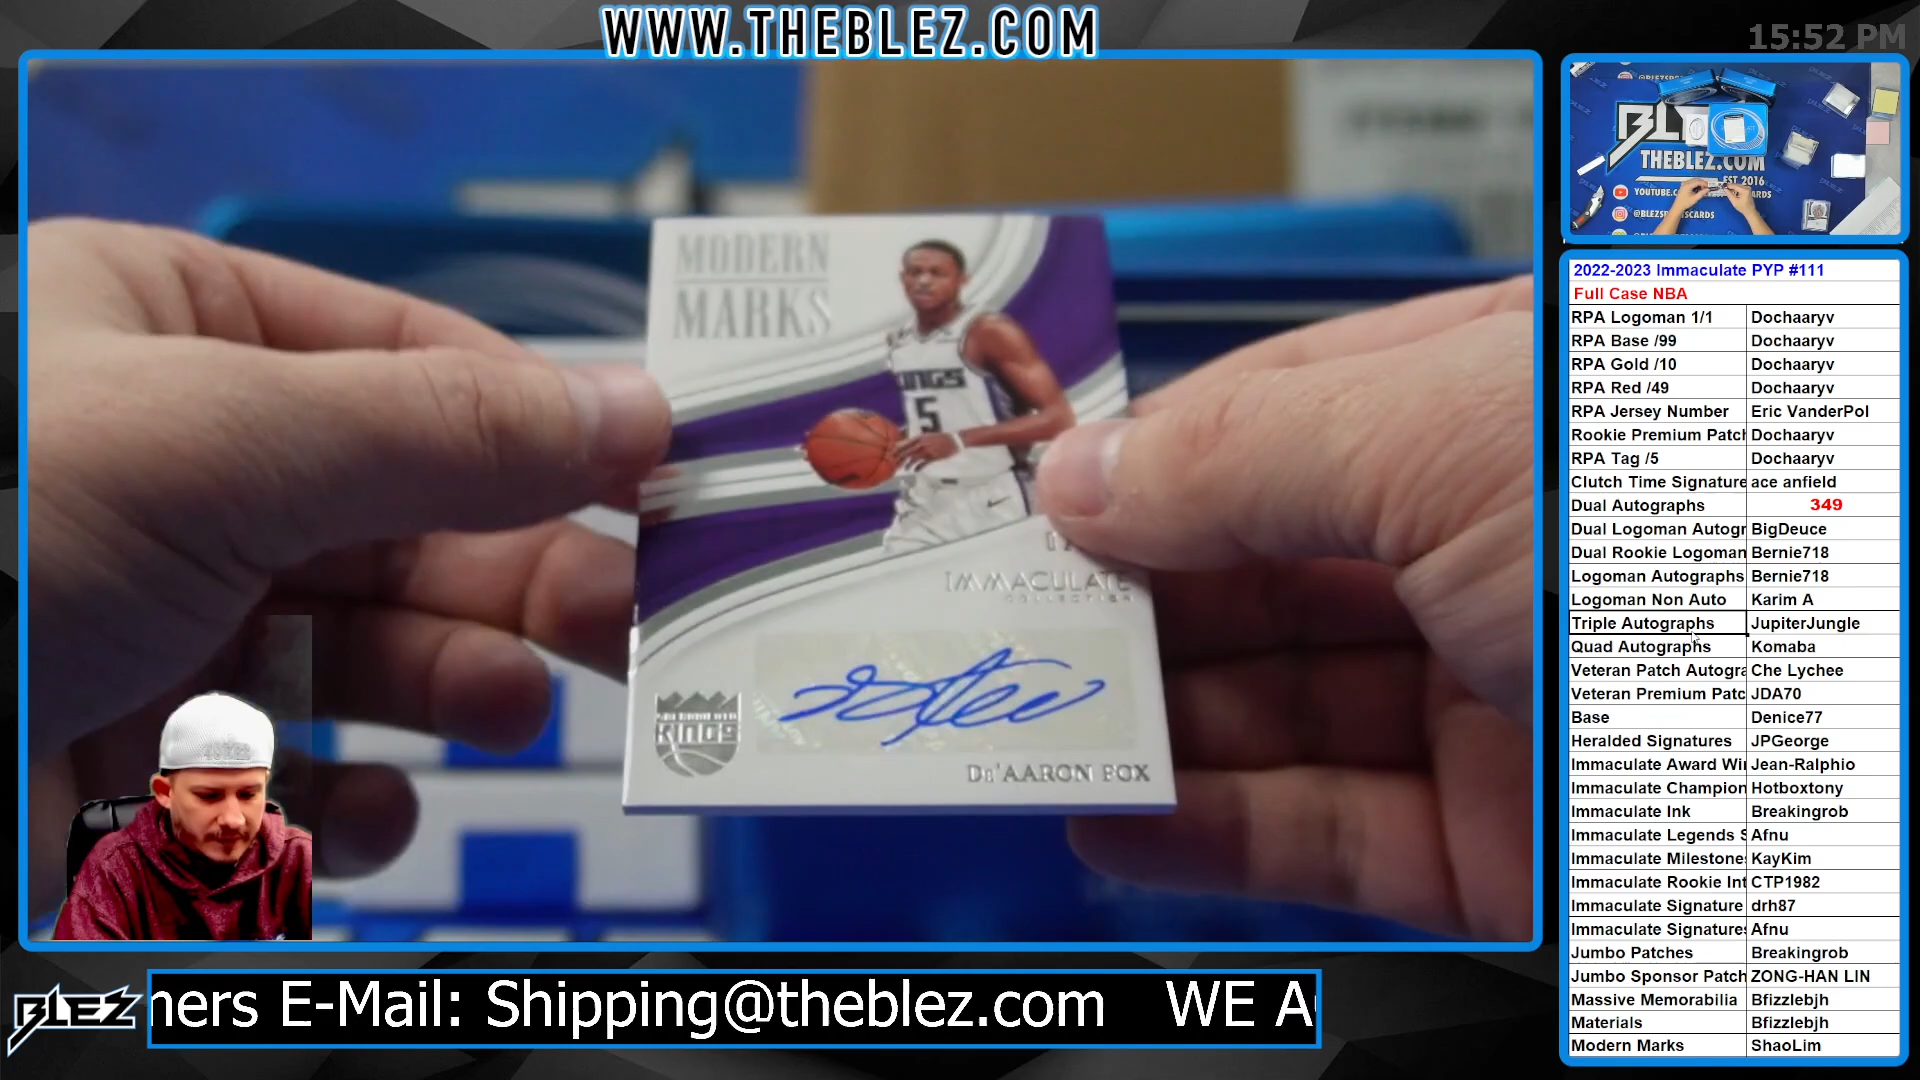 WWW.THEBLEZ.COM
15:52 PM
MODERN
MARKS
KINGS
5
IMMACULATE
COLLECTION
KINGS
De'AARON FOX
THEBLEZ.COM
EST 2016
YOUTUBE.C
@BLEZSP
CARDS
2022-2023 Immaculate PYP #111
Full Case NBA
RPA Logoman 1/1 Dochaaryv
RPA Base /99 Dochaaryv
RPA Gold /10 Dochaaryv
RPA Red /49 Dochaaryv
RPA Jersey Number Eric VanderPol
Rookie Premium Patch Dochaaryv
RPA Tag /5 Dochaaryv
Clutch Time Signature ace anfield
Dual Autographs 349
Dual Logoman Autogr BigDeuce
Dual Rookie Logoman Bernie718
Logoman Autographs Bernie718
Logoman Non Auto Karim A
Triple Autographs JupiterJungle
Quad Autographs Komaba
Veteran Patch Autogra Che Lychee
Veteran Premium Patc JDA70
Base Denice77
Heralded Signatures JPGeorge
Immaculate Award Wi Jean-Ralphio
Immaculate Champion Hotboxtony
Immaculate Ink Breakingrob
Immaculate Legends S Afnu
Immaculate Milestone KayKim
Immaculate Rookie Int CTP1982
Immaculate Signature drh87
Immaculate Signatures Afnu
Jumbo Patches Breakingrob
Jumbo Sponsor Patch ZONG-HAN LIN
Massive Memorabilia Bfizzlebjh
Materials Bfizzlebjh
Modern Marks ShaoLim
BLEZ
ners E-Mail: Shipping@theblez.com WE A